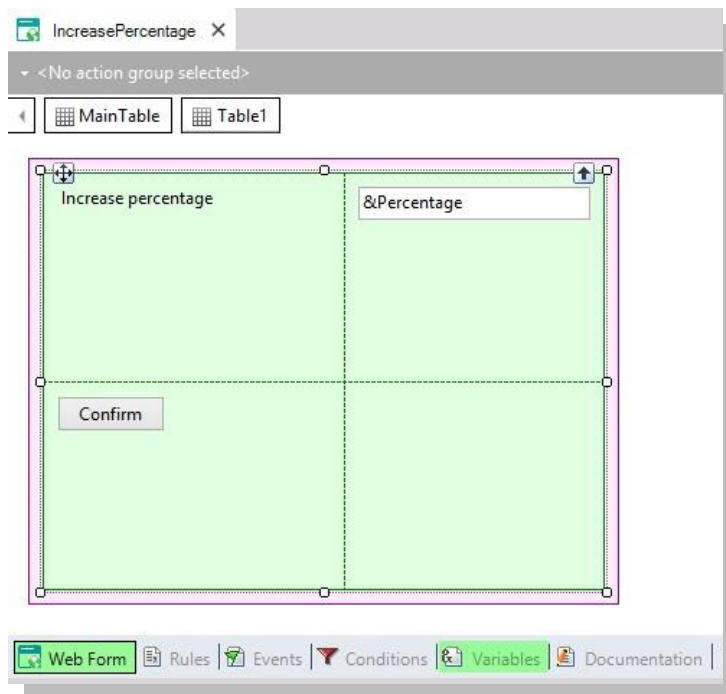 IncreasePercentage
<No action group selected>
MainTable Table1
Increase percentage &Percentage
Confirm
Web Form Rules Events Conditions & Variables Documentation